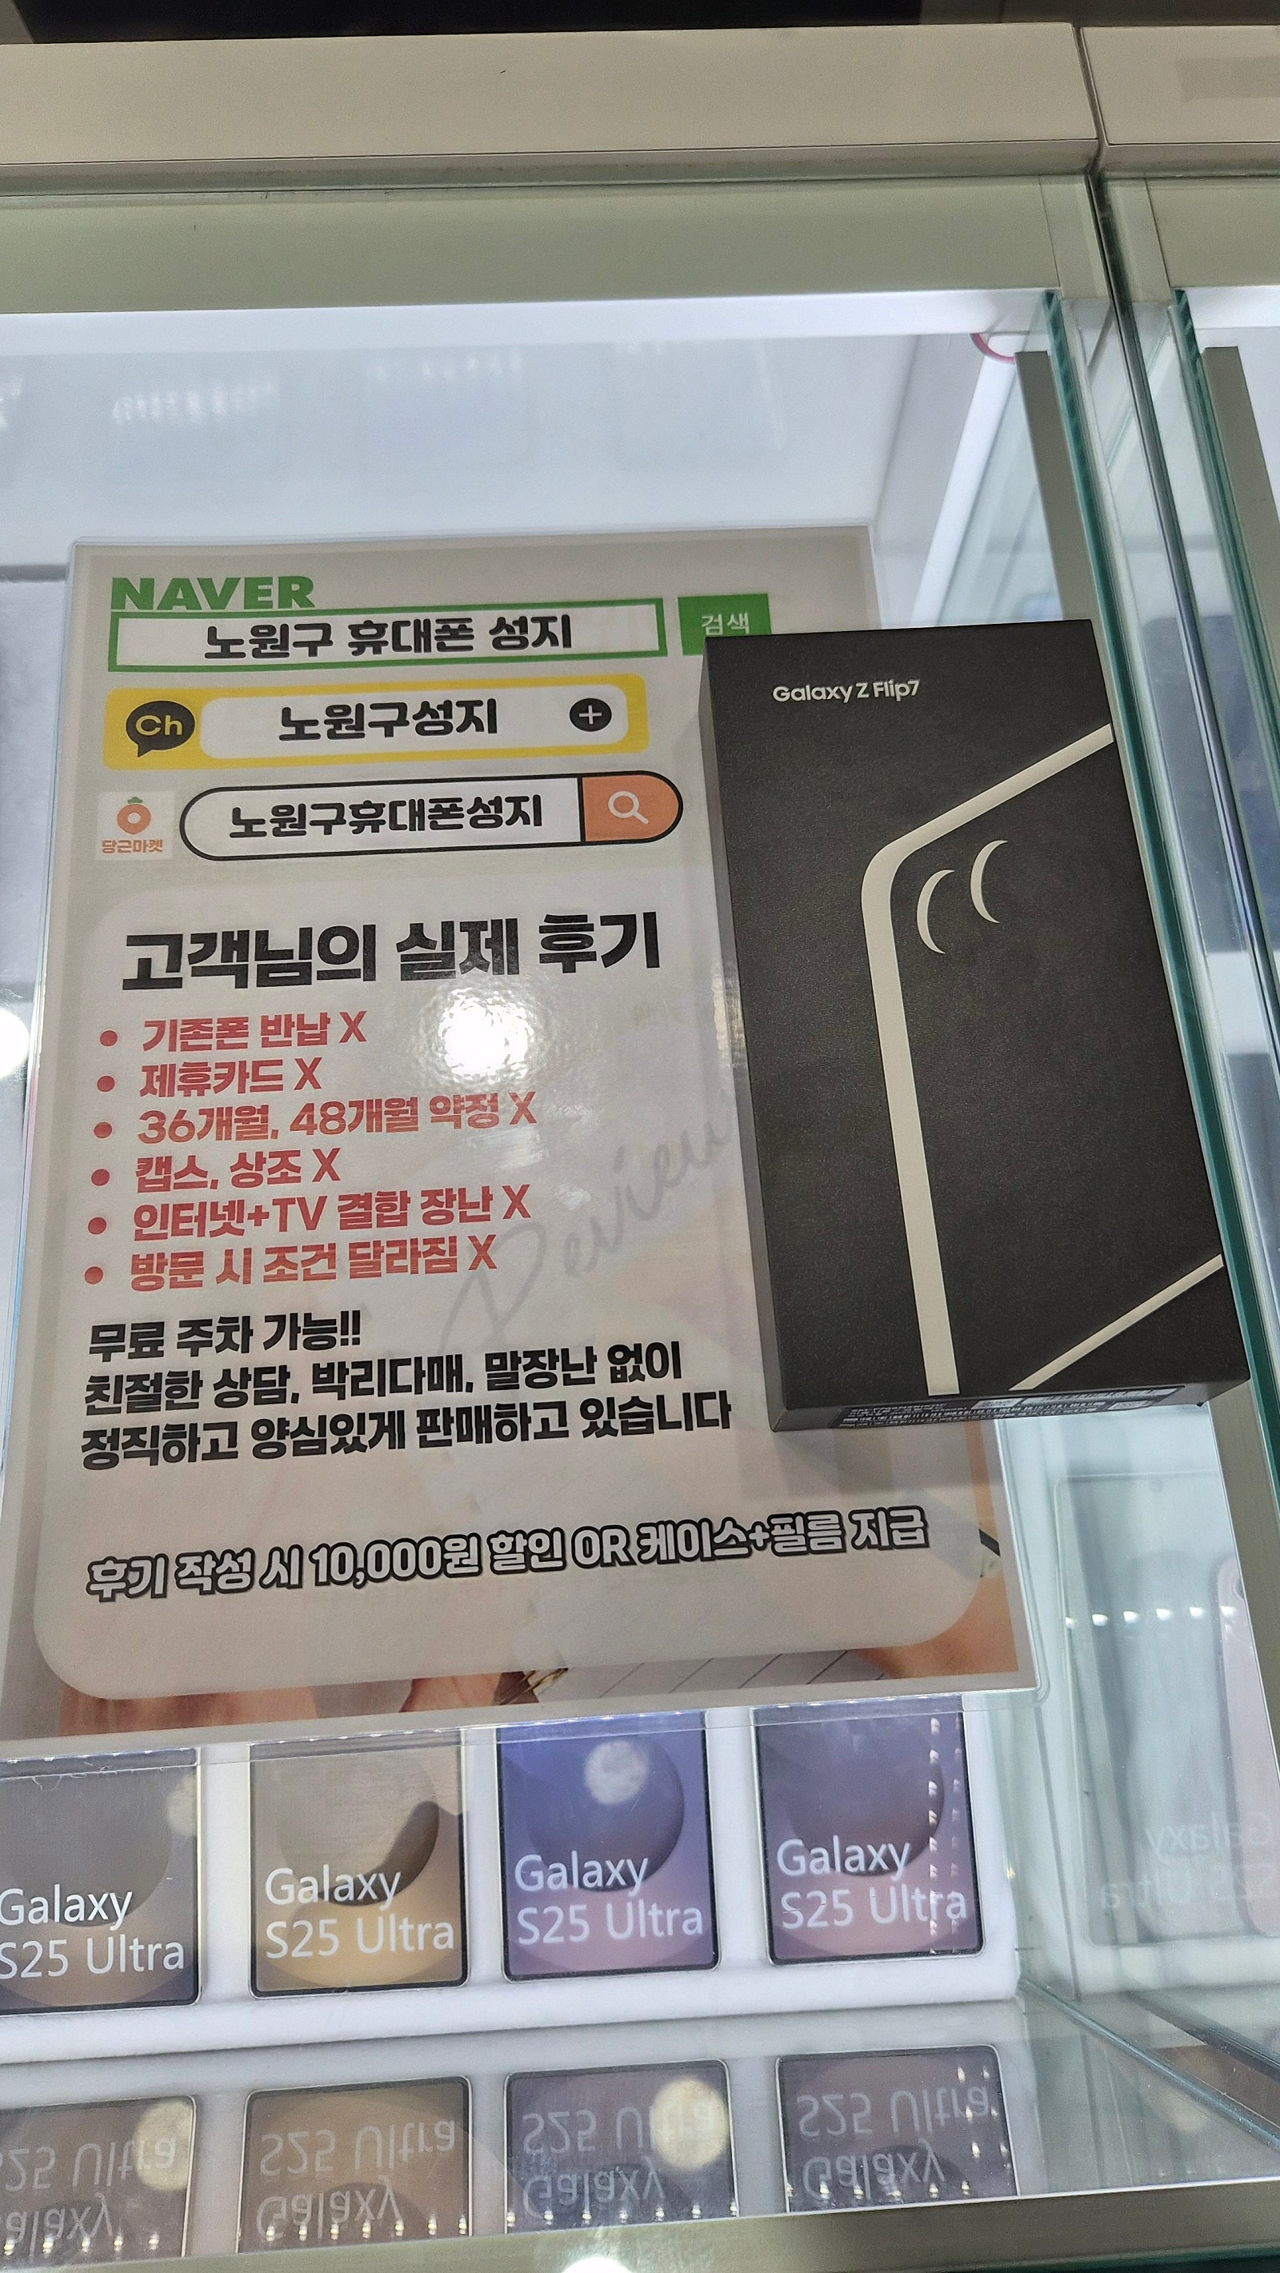 NAVER
노원구 휴대폰 성지
검색
Ch
노원구성지
당근마켓
노원구휴대폰성지
Galaxy Z Flip7
고객님의 실제 후기
기존폰 반납 X
제휴카드 X
36개월, 48개월 약정 X
캡스, 상조 X
인터넷+TV 결합 장난 X
방문 시 조건 달라짐 X
Review
무료 주차 가능!!
친절한 상담, 박리다매, 말장난 없이
정직하고 양심있게 판매하고 있습니다
후기 작성 시 10,000원 할인 OR 케이스+필름 지급
Galaxy
S25 Ultra
Galaxy
S25 Ultra
Galaxy
S25 Ultra
Galaxy
S25 Ultra